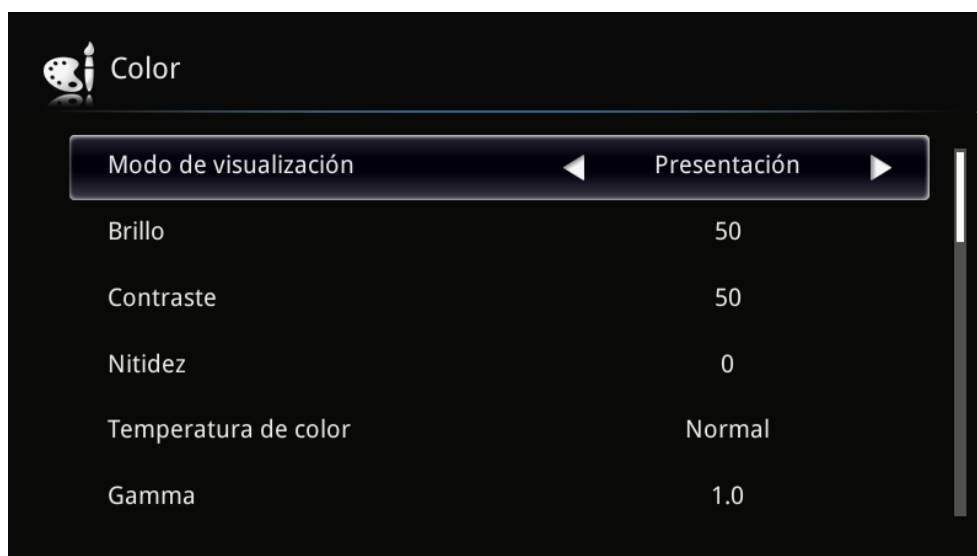 Color
Modo de visualización Presentación
Brillo 50
Contraste 50
Nitidez 0
Temperatura de color Normal
Gamma 1.0